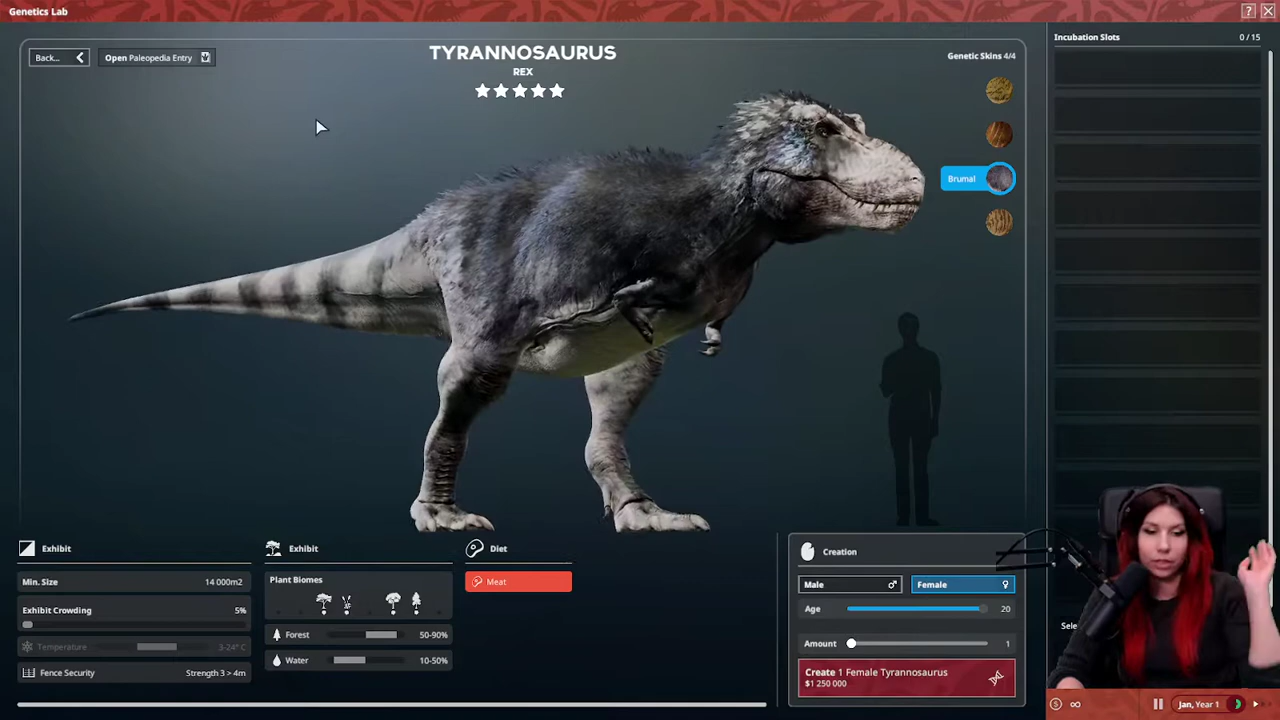 Genetics Lab
?
Back...
Open Paleopedia Entry
TYRANNOSAURUS
REX
Genetic Skins 4/4
Brumal
Incubation Slots 0 / 15
Exhibit
Min. Size 14 000m2
Exhibit Crowding 5%
Temperature 3-24° C
Fence Security Strength 3 > 4m
Exhibit
Plant Biomes
Forest 50-90%
Water 10-50%
Diet
Meat
Creation
Male
Female
Age 20
Amount 1
Create 1 Female Tyrannosaurus
$1 250 000
Sele
Jan, Year 1